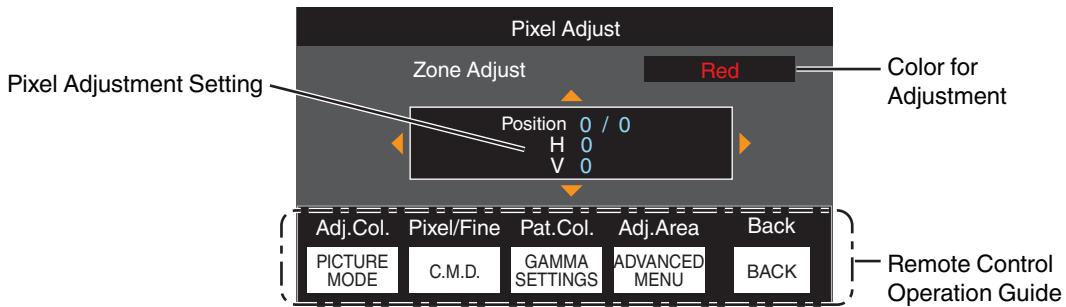 Pixel Adjust
Zone Adjust
Red
Pixel Adjustment Setting
Color for
Adjustment
Position 0 / 0
H 0
V 0
Adj.Col. Pixel/Fine Pat.Col. Adj.Area Back
PICTURE
MODE
C.M.D.
GAMMA
SETTINGS
ADVANCED
MENU
BACK
Remote Control
Operation Guide